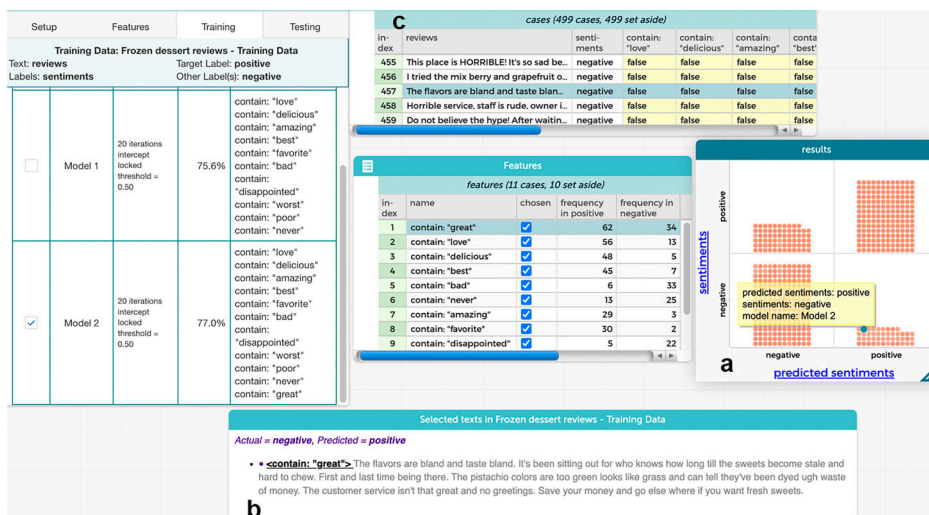 Setup Features Training Testing
Training Data: Frozen dessert reviews - Training Data
Text: reviews Target Label: positive
Labels: sentiments Other Label(s): negative
Model 1
20 iterations
intercept
locked
threshold =
0.50
75.6%
contain: "love"
contain: "delicious"
contain: "amazing"
contain: "best"
contain: "favorite"
contain: "bad"
contain:
"disappointed"
contain: "worst"
contain: "poor"
contain: "never"
Model 2
20 iterations
intercept
locked
threshold =
0.50
77.0%
contain: "love"
contain: "delicious"
contain: "amazing"
contain: "best"
contain: "favorite"
contain: "bad"
contain:
"disappointed"
contain: "worst"
contain: "poor"
contain: "never"
contain: "great"
c
cases (499 cases, 499 set aside)
in- reviews senti- contain: contain: contain: conta
dex ments "love" "delicious" "amazing" "best"
455 This place is HORRIBLE! It's so sad be... negative false false false false
456 I tried the mix berry and grapefruit o... negative false false false false
457 The flavors are bland and taste blan... negative false false false false
458 Horrible service, staff is rude, owner i... negative false false false false
459 Do not believe the hype! After waitin... negative false false false false
Features
features (11 cases, 10 set aside)
in- name chosen frequency frequency in
dex in positive negative
1 contain: "great" 62 34
2 contain: "love" 56 13
3 contain: "delicious" 48 5
4 contain: "best" 45 7
5 contain: "bad" 6 33
6 contain: "never" 13 25
7 contain: "amazing" 29 3
8 contain: "favorite" 30 2
9 contain: "disappointed" 5 22
results
positive
sentiments
negative
predicted sentiments: positive
sentiments: negative
model name: Model 2
a
negative positive
predicted sentiments
Selected texts in Frozen dessert reviews - Training Data
Actual = negative, Predicted = positive
<contain: "great"> The flavors are bland and taste bland. It's been sitting out for who knows how long till the sweets become stale and
hard to chew. First and last time being there. The pistachio colors are too green looks like grass and can tell they've been dyed ugh waste
of money. The customer service isn't that great and no greetings. Save your money and go else where if you want fresh sweets.
b